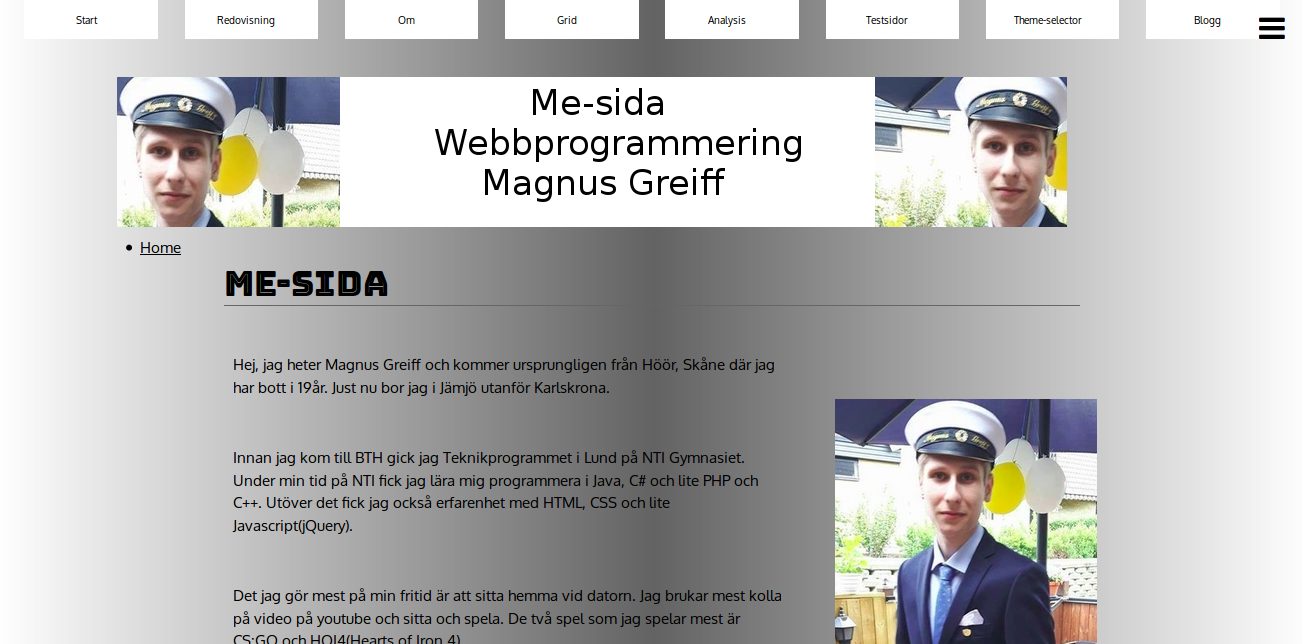 Start
Redovisning
Om
Grid
Analysis
Testsidor
Theme-selector
Blogg
Me-sida
Webbprogrammering
Magnus Greiff
Home
ME-SIDA
Hej, jag heter Magnus Greiff och kommer ursprungligen från Höör, Skåne där jag
har bott i 19år. Just nu bor jag i Jämjö utanför Karlskrona.
Innan jag kom till BTH gick jag Teknikprogrammet i Lund på NTI Gymnasiet.
Under min tid på NTI fick jag lära mig programmera i Java, C# och lite PHP och
C++. Utöver det fick jag också erfarenhet med HTML, CSS och lite
Javascript(jQuery).
Det jag gör mest på min fritid är att sitta hemma vid datorn. Jag brukar mest kolla
på video på youtube och sitta och spela. De två spel som jag spelar mest är
CS:GO och HOI4(Hearts of Iron 4)